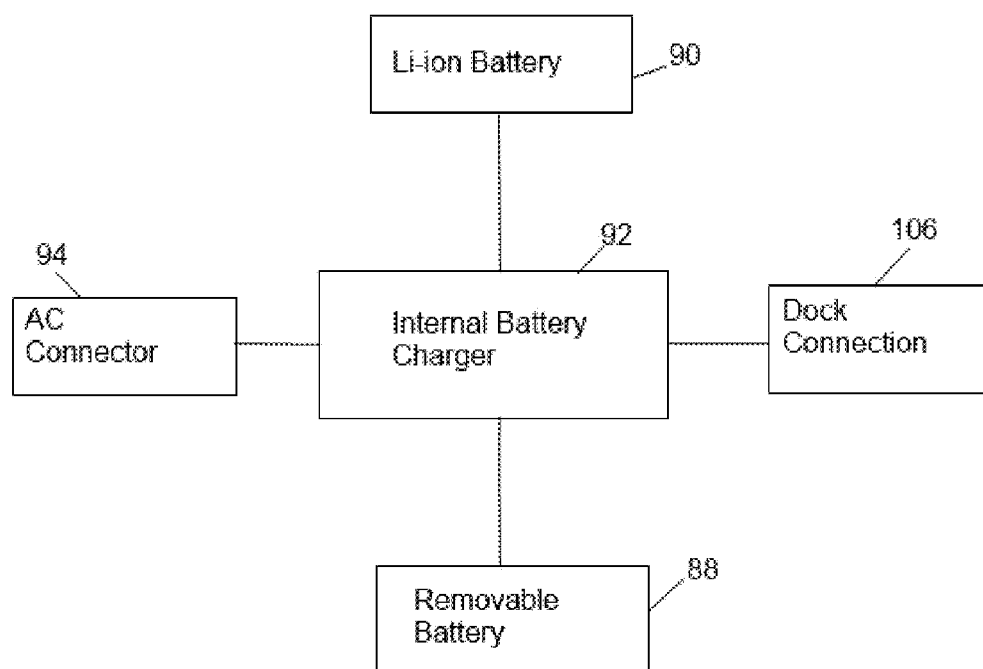 Li-ion Battery
90
92
106
94
AC
Connector
Internal Battery
Charger
Dock
Connection
88
Removable
Battery